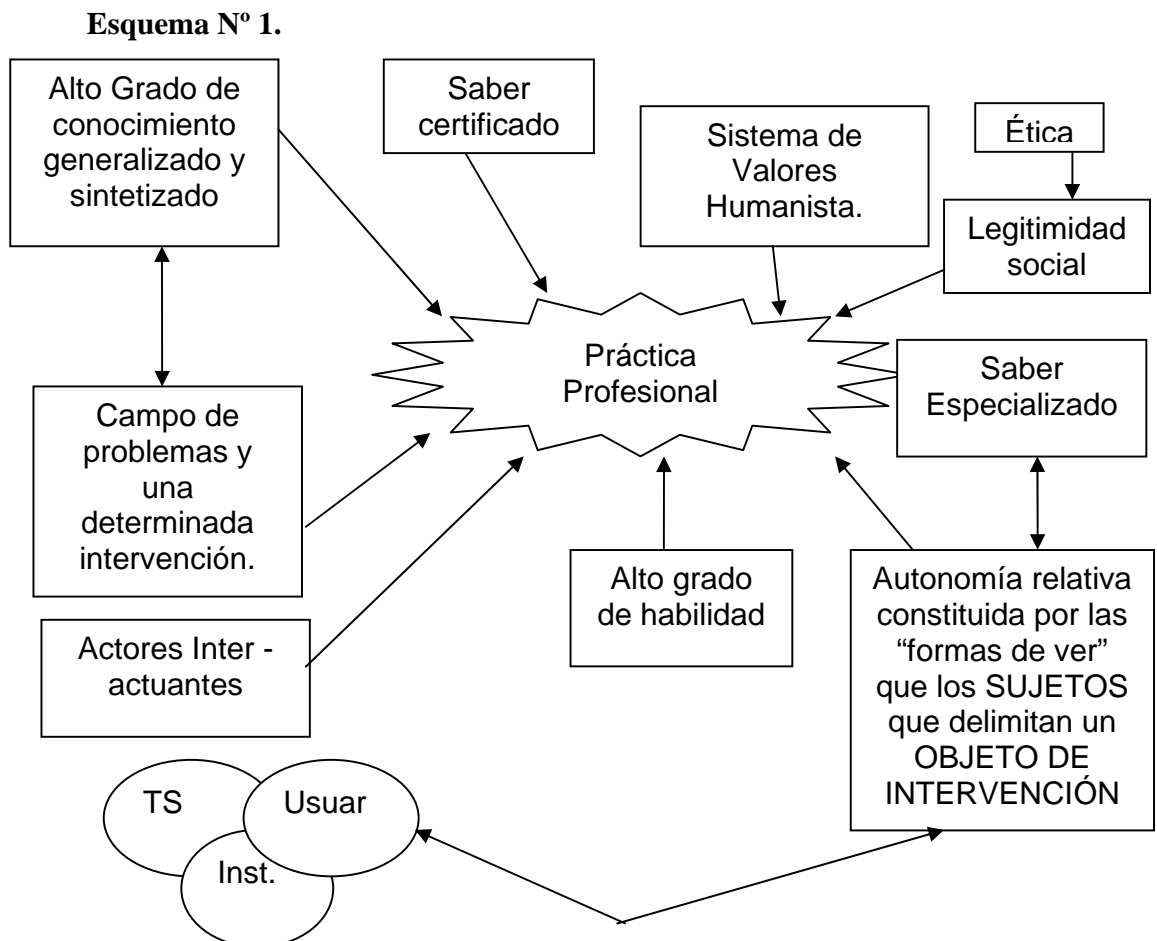 Esquema Nº 1.
Alto Grado de
conocimiento
generalizado y
sintetizado
Saber
certificado
Sistema de
Valores
Humanista.
Ética
Legitimidad
social
Práctica
Profesional
Saber
Especializado
Campo de
problemas y
una
determinada
intervención.
Alto grado
de habilidad
Autonomía relativa
constituida por las
“formas de ver”
que los SUJETOS
que delimitan un
OBJETO DE
INTERVENCIÓN
Actores Inter -
actuantes
TS
Usuar
Inst.